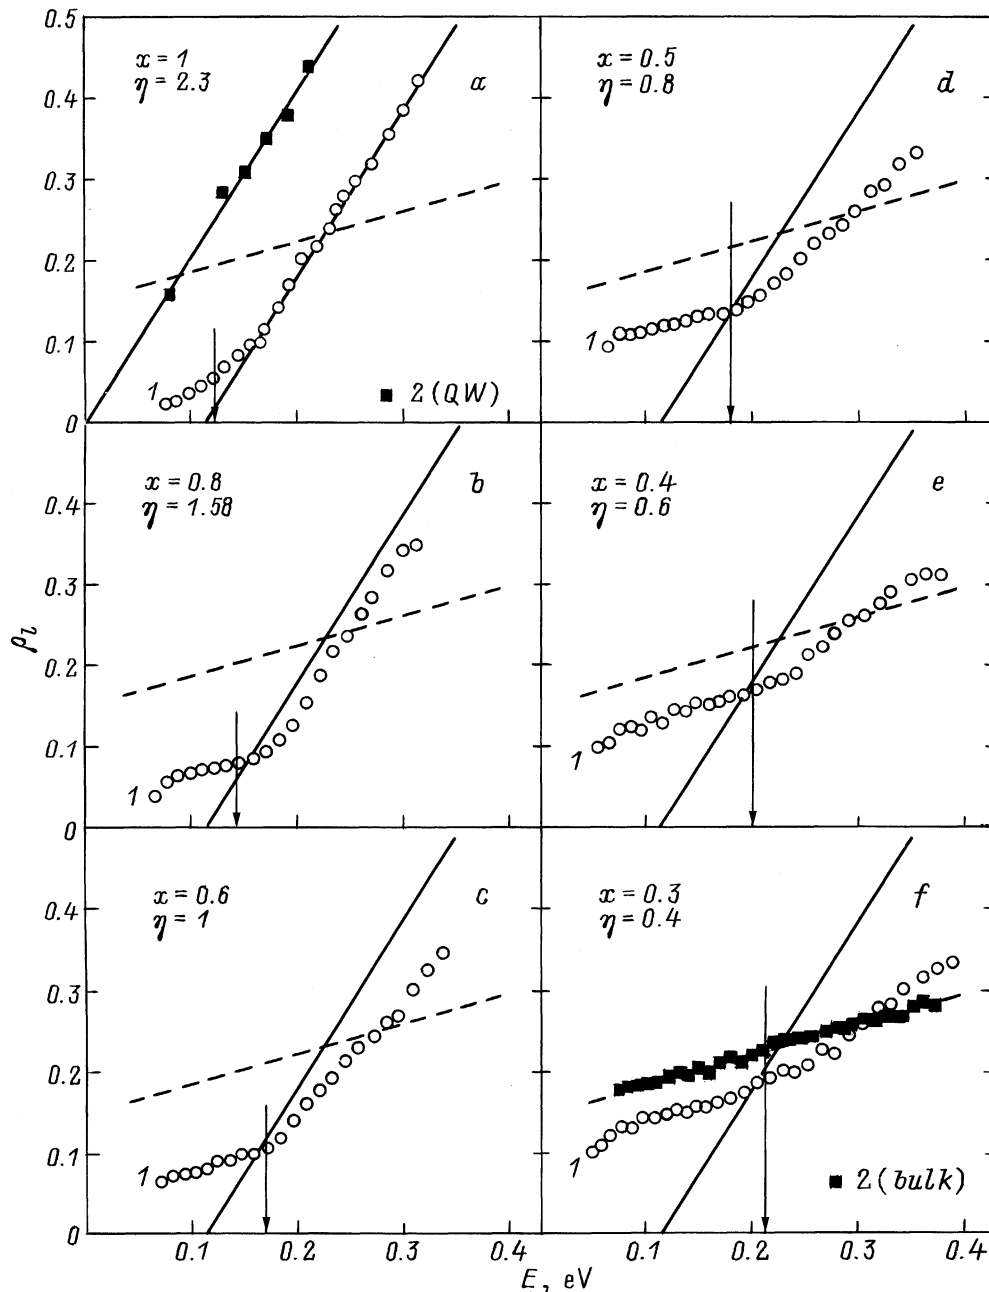 0.5
0.4
0.3
0.2
0.1
0
x = 1
η = 2.3
a
1
2 (QW)
x = 0.5
η = 0.8
d
1
0.4
0.3
0.2
0.1
0
x = 0.8
η = 1.58
b
1
x = 0.4
η = 0.6
e
1
ρl
0.4
0.3
0.2
0.1
0
x = 0.6
η = 1
c
1
x = 0.3
η = 0.4
f
1
2 (bulk)
0.1 0.2 0.3 0.4 0.1 0.2 0.3 0.4
E, eV